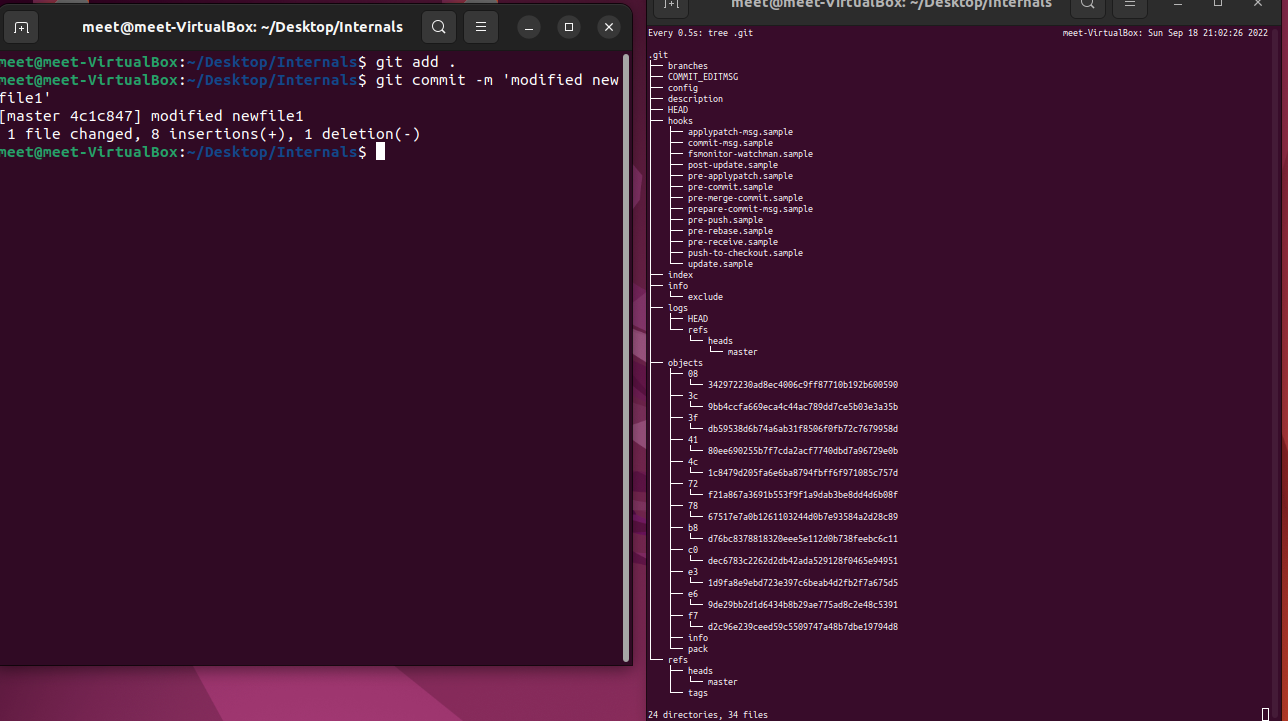 meet@meet-VirtualBox: ~/Desktop/Internals
meet@meet-VirtualBox:~/Desktop/Internals$ git add .
meet@meet-VirtualBox:~/Desktop/Internals$ git commit -m 'modified new
file1'
[master 4c1c847] modified newfile1
 1 file changed, 8 insertions(+), 1 deletion(-)
meet@meet-VirtualBox:~/Desktop/Internals$
meet@meet-VirtualBox: ~/Desktop/Internals
Every 0.5s: tree .git meet-VirtualBox: Sun Sep 18 21:02:26 2022
.git
├── branches
├── COMMIT_EDITMSG
├── config
├── description
├── HEAD
├── hooks
│   ├── applypatch-msg.sample
│   ├── commit-msg.sample
│   ├── fsmonitor-watchman.sample
│   ├── post-update.sample
│   ├── pre-applypatch.sample
│   ├── pre-commit.sample
│   ├── pre-merge-commit.sample
│   ├── prepare-commit-msg.sample
│   ├── pre-push.sample
│   ├── pre-rebase.sample
│   ├── pre-receive.sample
│   ├── push-to-checkout.sample
│   └── update.sample
├── index
├── info
│   └── exclude
├── logs
│   ├── HEAD
│   └── refs
│       └── heads
│           └── master
├── objects
│   ├── 08
│   │   └── 342972230ad8ec4006c9ff87710b192b600590
│   ├── 3c
│   │   └── 9bb4ccfa669eca4c44ac789dd7ce5b03e3a35b
│   ├── 3f
│   │   └── db59538d6b74a6ab31f8506f0fb72c7679958d
│   ├── 41
│   │   └── 80ee690255b7f7cda2acf7740dbd7a96729e0b
│   ├── 4c
│   │   └── 1c8479d205fa6e6ba8794fbff6f971085c757d
│   ├── 72
│   │   └── f21a867a3691b553f9f1a9dab3be8dd4d6b08f
│   ├── 78
│   │   └── 67517e7a0b1261103244d0b7e93584a2d28c89
│   ├── b8
│   │   └── d76bc8378818320eee5e112d0b738feebc6c11
│   ├── c0
│   │   └── dec6783c2262d2db42ada529128f0465e94951
│   ├── e3
│   │   └── 1d9fa8e9ebd723e397c6beab4d2fb2f7a675d5
│   ├── e6
│   │   └── 9de29bb2d1d6434b8b29ae775ad8c2e48c5391
│   ├── f7
│   │   └── d2c96e239ceed59c5509747a48b7dbe19794d8
│   ├── info
│   └── pack
└── refs
    ├── heads
    │   └── master
    └── tags
24 directories, 34 files